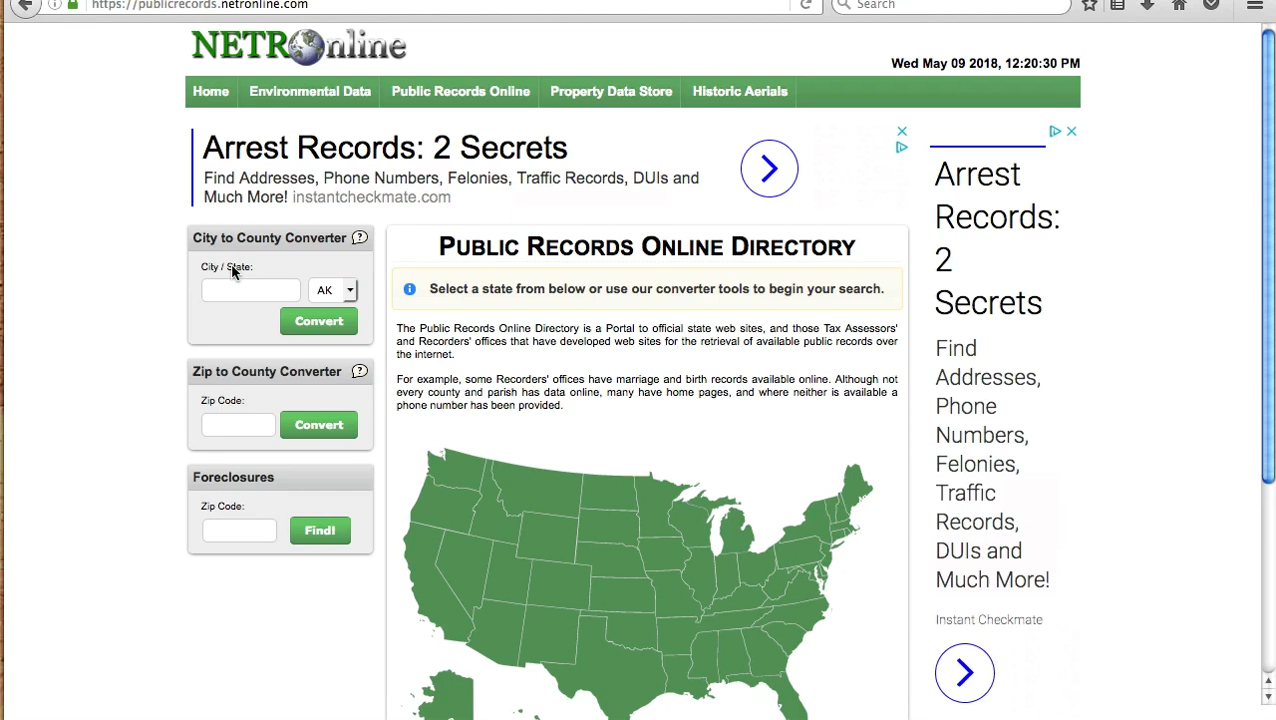 https://publicrecords.netronline.com
Search
NETROnline
Wed May 09 2018, 12:20:30 PM
Home
Environmental Data
Public Records Online
Property Data Store
Historic Aerials
Arrest Records: 2 Secrets
Find Addresses, Phone Numbers, Felonies, Traffic Records, DUIs and
Much More! instantcheckmate.com
Arrest
Records:
2
Secrets
Find
Addresses,
Phone
Numbers,
Felonies,
Traffic
Records,
DUIs and
Much More!
Instant Checkmate
City to County Converter ?
City / State:
AK
Convert
Zip to County Converter ?
Zip Code:
Convert
Foreclosures
Zip Code:
Find!
PUBLIC RECORDS ONLINE DIRECTORY
Select a state from below or use our converter tools to begin your search.
The Public Records Online Directory is a Portal to official state web sites, and those Tax Assessors'
and Recorders' offices that have developed web sites for the retrieval of available public records over
the internet.
For example, some Recorders' offices have marriage and birth records available online. Although not
every county and parish has data online, many have home pages, and where neither is available a
phone number has been provided.